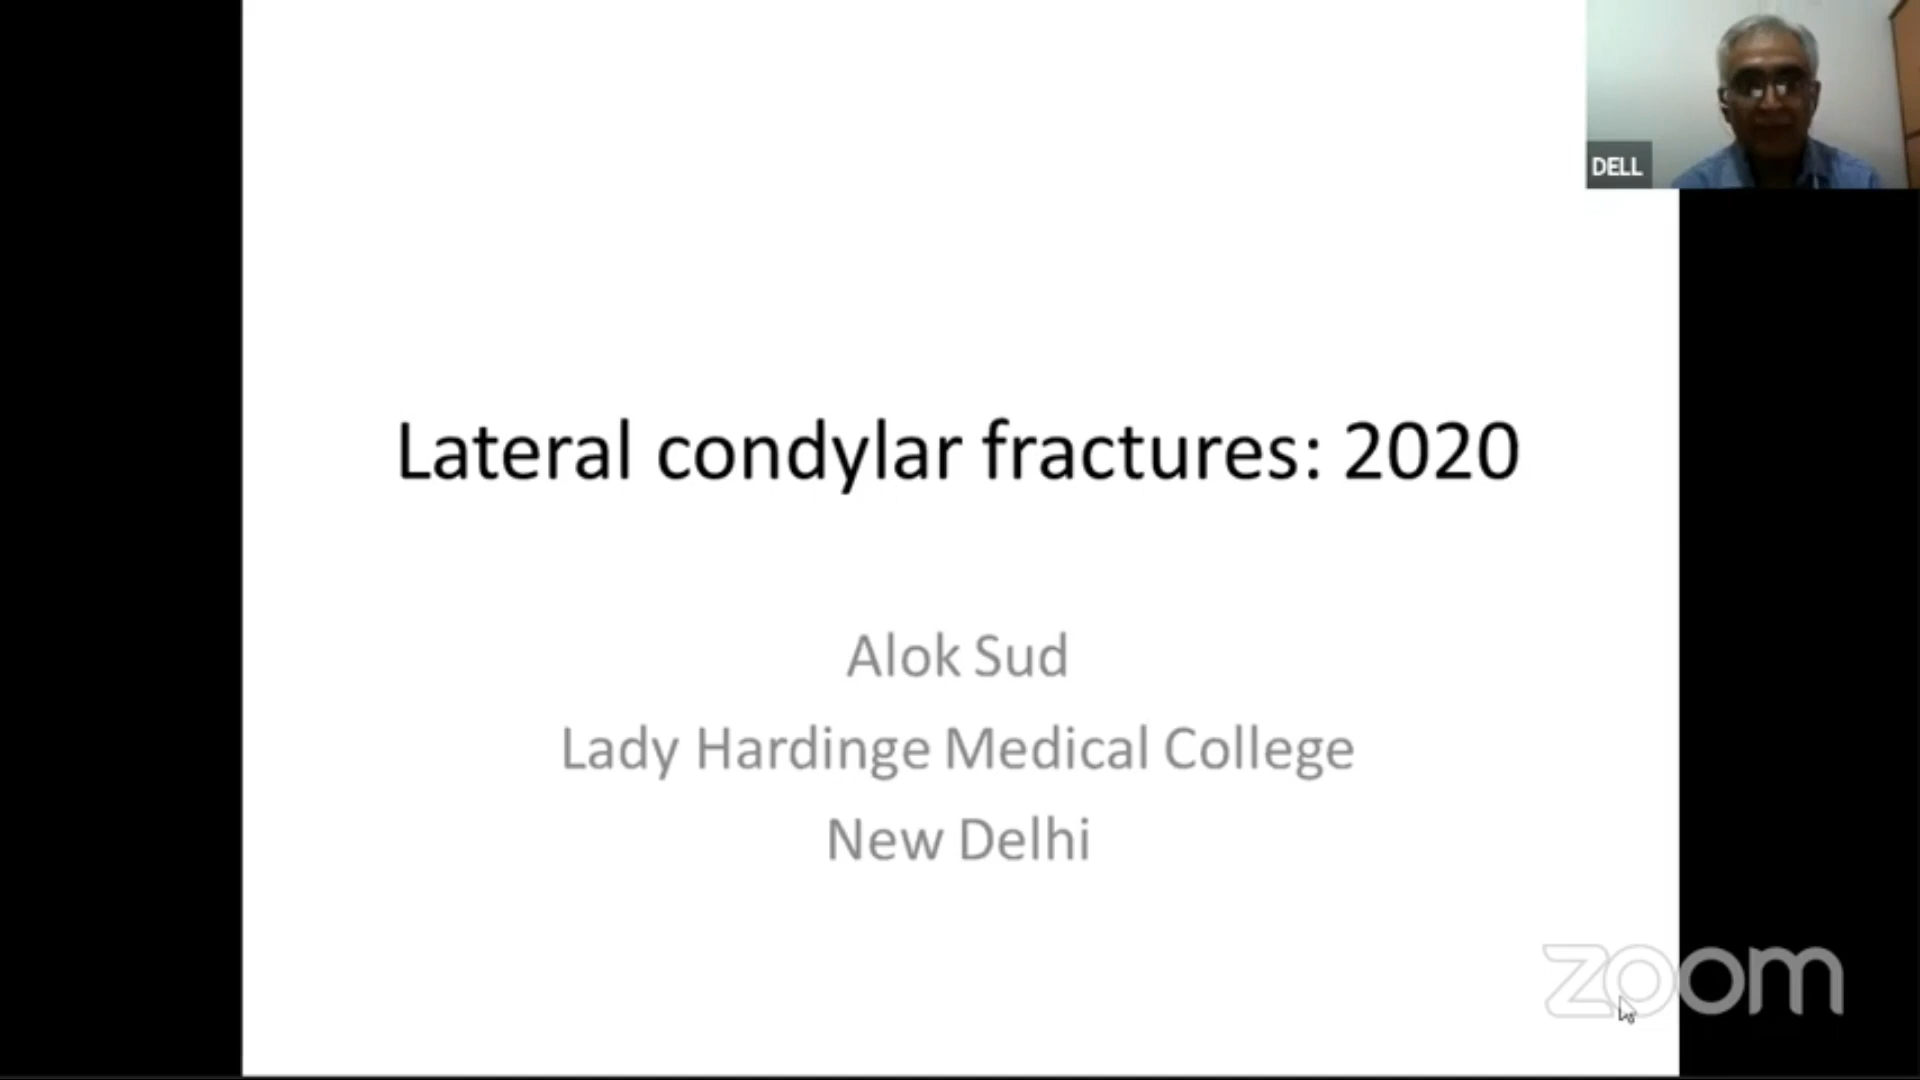 DELL
Lateral condylar fractures: 2020
Alok Sud
Lady Hardinge Medical College
New Delhi
zoom